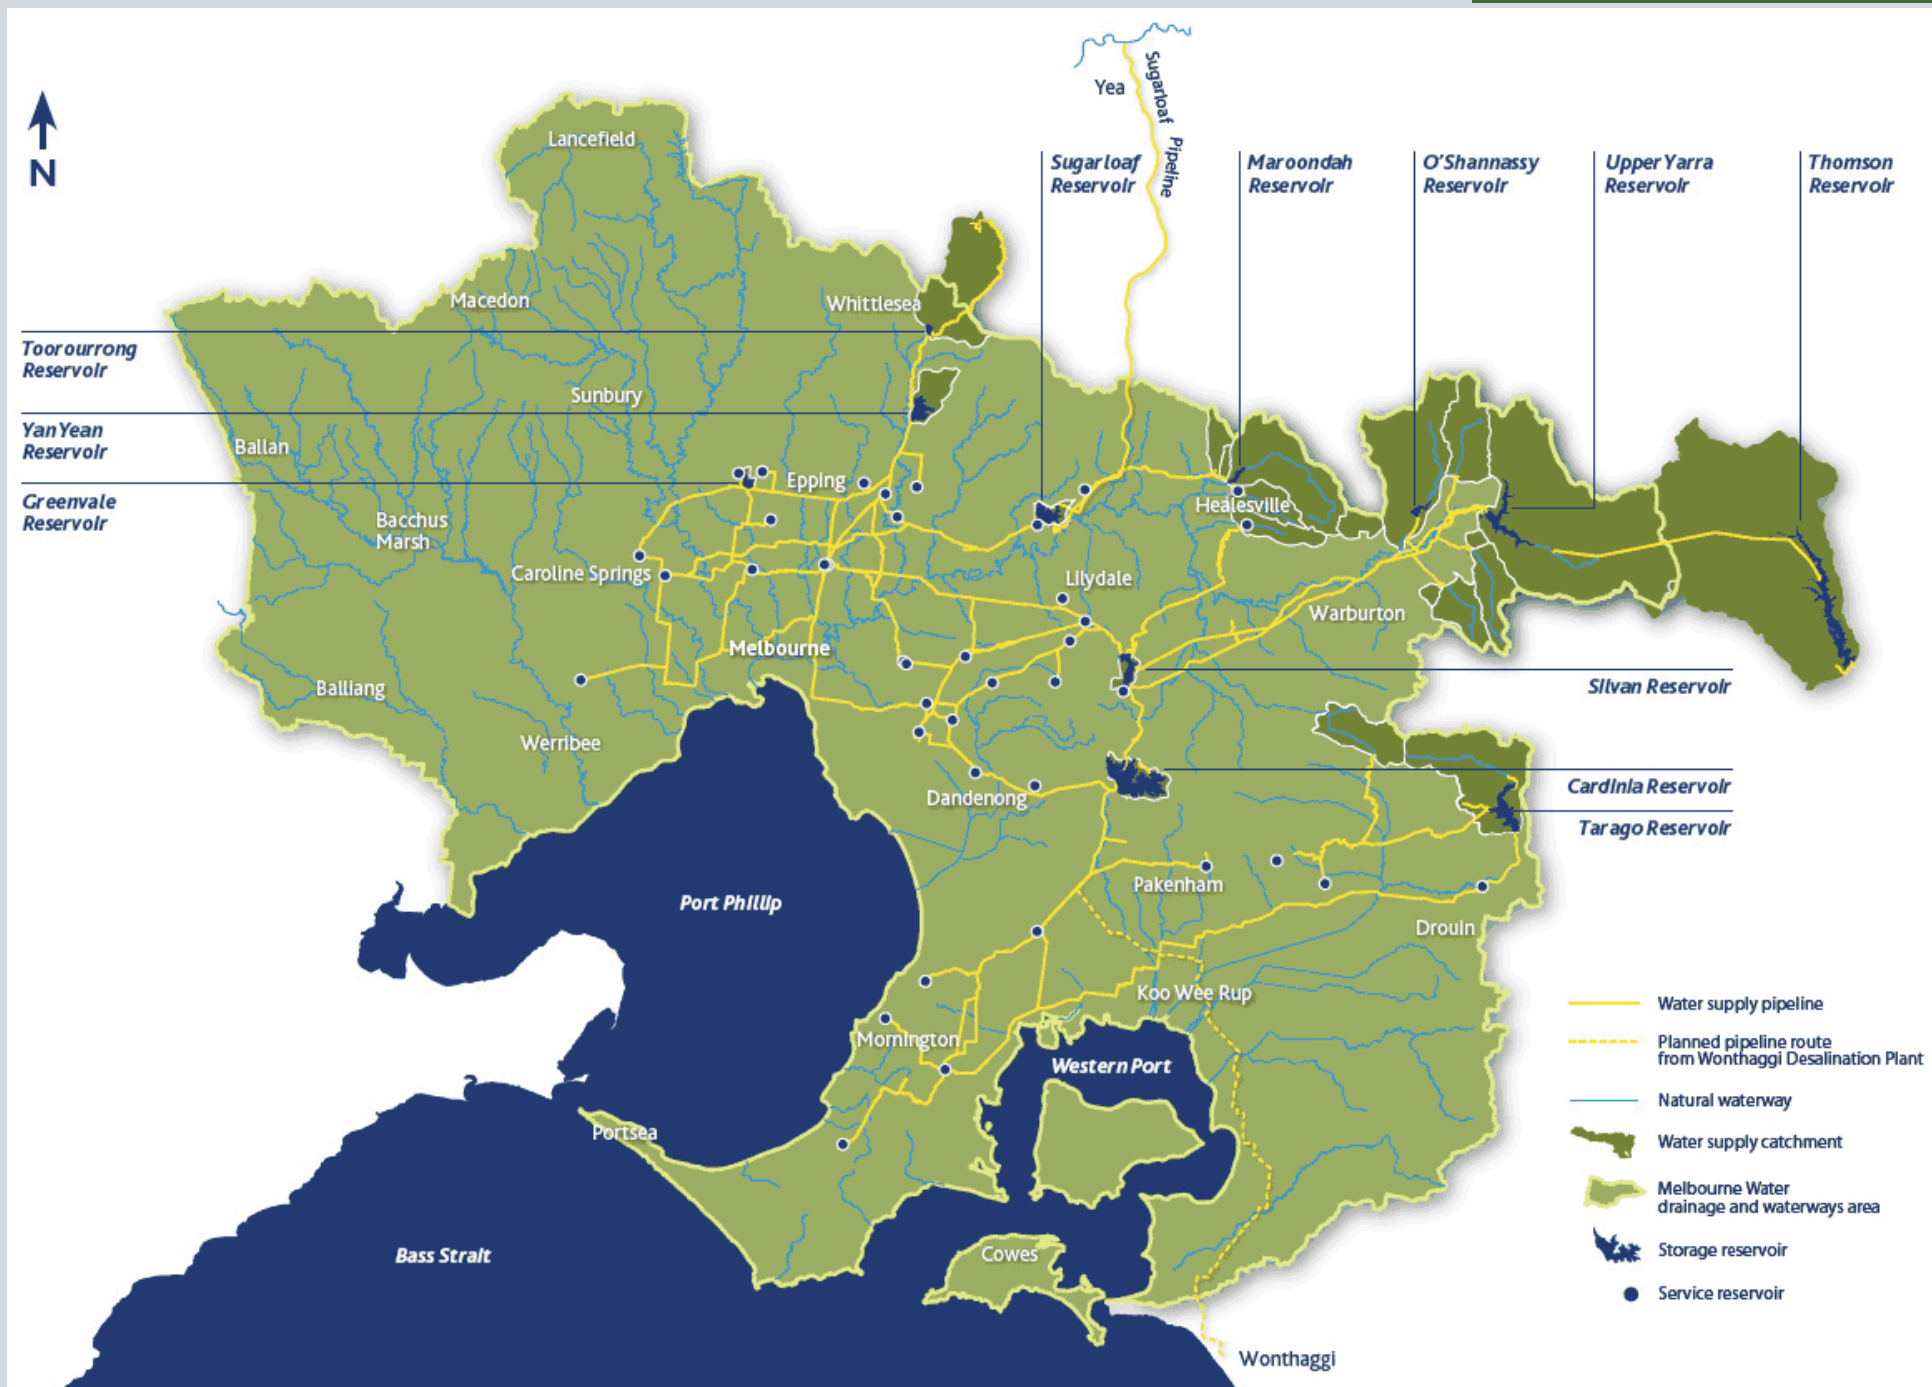 Yea
Sugarloaf
Pipeline
N
Lancefield
Sugarloaf
Reservoir
Maroondah
Reservoir
O'Shannassy
Reservoir
Upper Yarra
Reservoir
Thomson
Reservoir
Macedon
Whittlesea
Toorourrong
Reservoir
Sunbury
Yan Yean
Reservoir
Ballan
Epping
Greenvale
Reservoir
Bacchus
Marsh
Healesville
Caroline Springs
Lilydale
Warburton
Melbourne
Balliang
Silvan Reservoir
Werribee
Cardinia Reservoir
Dandenong
Tarago Reservoir
Pakenham
Port Phillip
Drouin
Koo Wee Rup
Mornington
Western Port
Portsea
Cowes
Bass Strait
Wonthaggi
Water supply pipeline
Planned pipeline route
from Wonthaggi Desalination Plant
Natural waterway
Water supply catchment
Melbourne Water
drainage and waterways area
Storage reservoir
Service reservoir